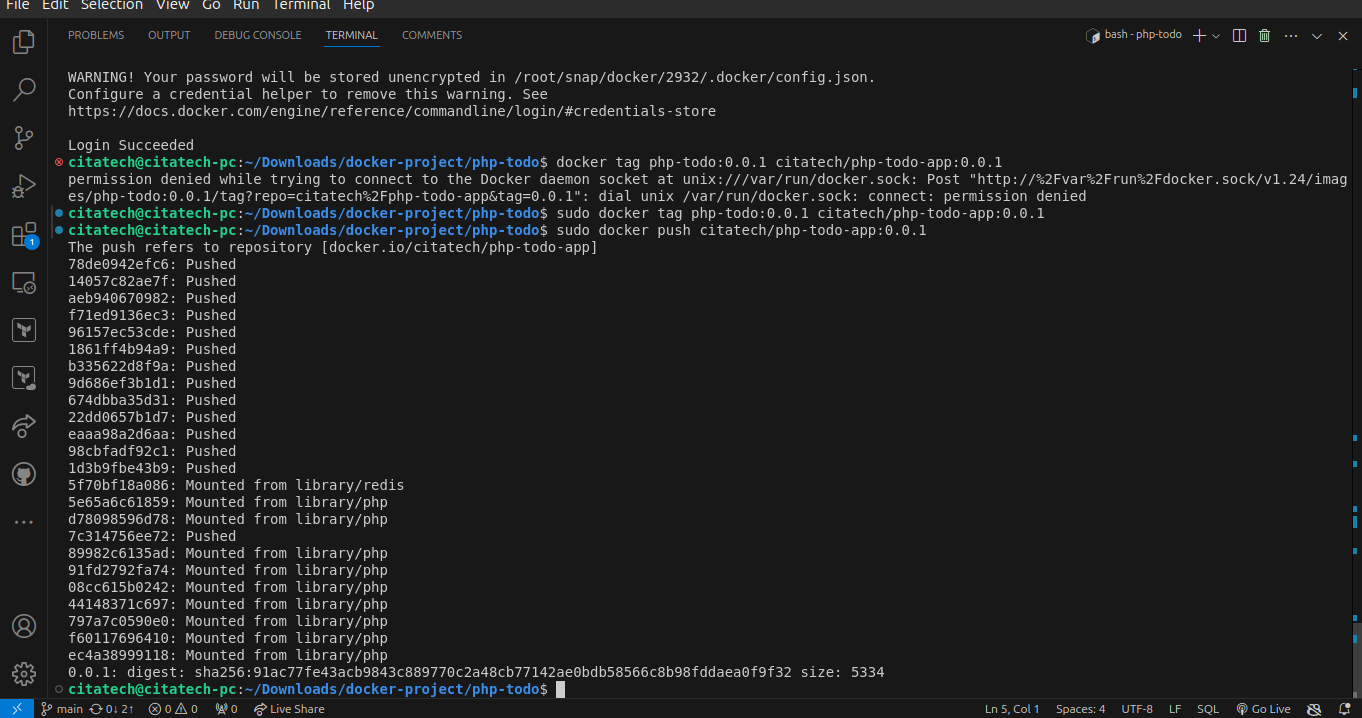 File Edit Selection View Go Run Terminal Help
PROBLEMS OUTPUT DEBUG CONSOLE TERMINAL COMMENTS bash - php-todo
WARNING! Your password will be stored unencrypted in /root/snap/docker/2932/.docker/config.json.
Configure a credential helper to remove this warning. See
https://docs.docker.com/engine/reference/commandline/login/#credentials-store
Login Succeeded
citatech@citatech-pc:~/Downloads/docker-project/php-todo$ docker tag php-todo:0.0.1 citatech/php-todo-app:0.0.1
permission denied while trying to connect to the Docker daemon socket at unix:///var/run/docker.sock: Post "http://%2Fvar%2Frun%2Fdocker.sock/v1.24/imag
es/php-todo:0.0.1/tag?repo=citatech%2Fphp-todo-app&tag=0.0.1": dial unix /var/run/docker.sock: connect: permission denied
citatech@citatech-pc:~/Downloads/docker-project/php-todo$ sudo docker tag php-todo:0.0.1 citatech/php-todo-app:0.0.1
citatech@citatech-pc:~/Downloads/docker-project/php-todo$ sudo docker push citatech/php-todo-app:0.0.1
The push refers to repository [docker.io/citatech/php-todo-app]
78de0942efc6: Pushed
14057c82ae7f: Pushed
aeb940670982: Pushed
f71ed9136ec3: Pushed
96157ec53cde: Pushed
1861ff4b94a9: Pushed
b335622d8f9a: Pushed
9d686ef3b1d1: Pushed
674dbba35d31: Pushed
22dd0657b1d7: Pushed
eaaa98a2d6aa: Pushed
98cbfadf92c1: Pushed
1d3b9fbe43b9: Pushed
5f70bf18a086: Mounted from library/redis
5e65a6c61859: Mounted from library/php
d78098596d78: Mounted from library/php
7c314756ee72: Pushed
89982c6135ad: Mounted from library/php
91fd2792fa74: Mounted from library/php
08cc615b0242: Mounted from library/php
44148371c697: Mounted from library/php
797a7c0590e0: Mounted from library/php
f60117696410: Mounted from library/php
ec4a38999118: Mounted from library/php
0.0.1: digest: sha256:91ac77fe43acb9843c889770c2a48cb77142ae0bdb58566c8b98fddaea0f9f32 size: 5334
citatech@citatech-pc:~/Downloads/docker-project/php-todo$
1
main 0↓ 2↑ 0 0 0 Live Share Ln 5, Col 1 Spaces: 4 UTF-8 LF SQL Go Live